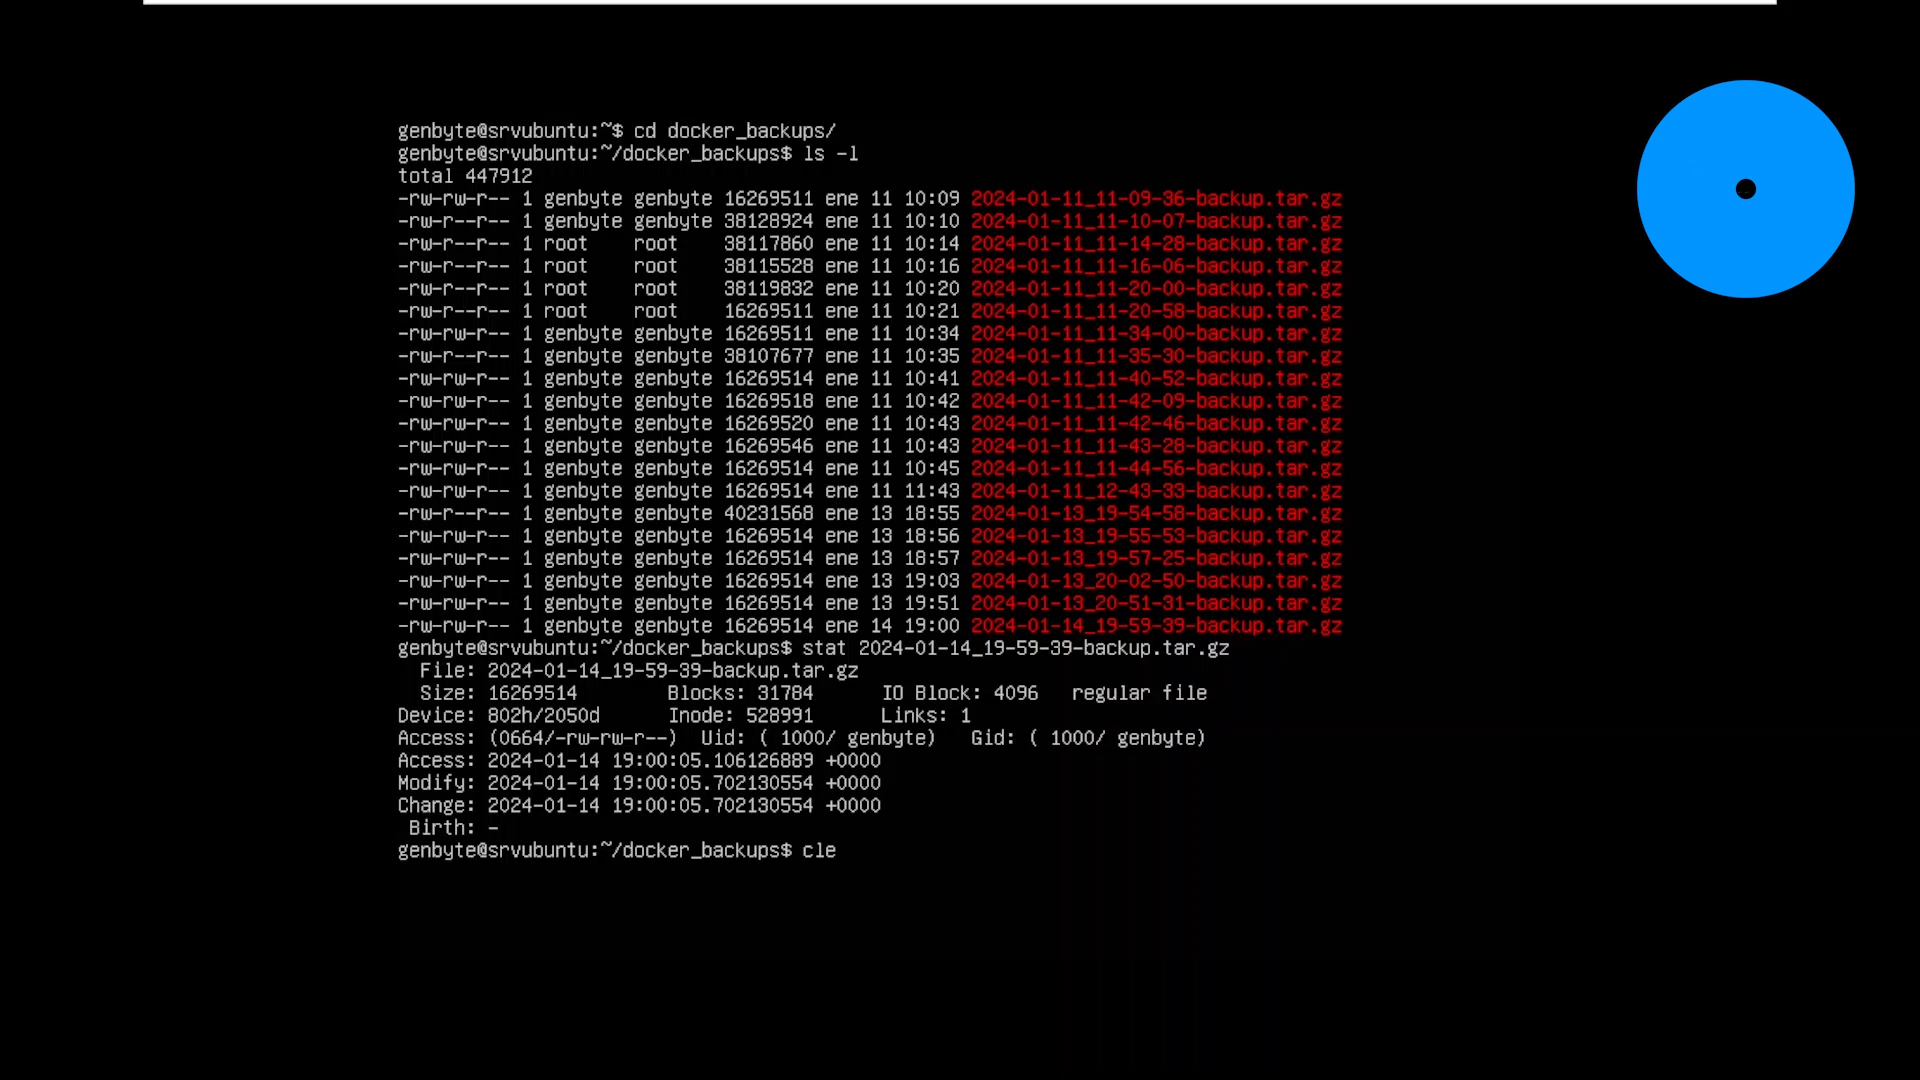 genbyte@srvubuntu:~$ cd docker_backups/
genbyte@srvubuntu:~/docker_backups$ ls -l
total 447912
-rw-rw-r-- 1 genbyte genbyte 16269511 ene 11 10:09 2024-01-11_11-09-36-backup.tar.gz
-rw-rw-r-- 1 genbyte genbyte 38128924 ene 11 10:10 2024-01-11_11-10-07-backup.tar.gz
-rw-r--r-- 1 root    root    38117860 ene 11 10:14 2024-01-11_11-14-28-backup.tar.gz
-rw-r--r-- 1 root    root    38115528 ene 11 10:16 2024-01-11_11-16-06-backup.tar.gz
-rw-r--r-- 1 root    root    38119832 ene 11 10:20 2024-01-11_11-20-00-backup.tar.gz
-rw-r--r-- 1 root    root    16269511 ene 11 10:21 2024-01-11_11-20-58-backup.tar.gz
-rw-rw-r-- 1 genbyte genbyte 16269511 ene 11 10:34 2024-01-11_11-34-00-backup.tar.gz
-rw-r--r-- 1 genbyte genbyte 38107677 ene 11 10:35 2024-01-11_11-35-30-backup.tar.gz
-rw-rw-r-- 1 genbyte genbyte 16269514 ene 11 10:41 2024-01-11_11-40-52-backup.tar.gz
-rw-rw-r-- 1 genbyte genbyte 16269518 ene 11 10:42 2024-01-11_11-42-09-backup.tar.gz
-rw-rw-r-- 1 genbyte genbyte 16269520 ene 11 10:43 2024-01-11_11-42-46-backup.tar.gz
-rw-rw-r-- 1 genbyte genbyte 16269546 ene 11 10:43 2024-01-11_11-43-28-backup.tar.gz
-rw-rw-r-- 1 genbyte genbyte 16269514 ene 11 10:45 2024-01-11_11-44-56-backup.tar.gz
-rw-rw-r-- 1 genbyte genbyte 16269514 ene 11 11:43 2024-01-11_12-43-33-backup.tar.gz
-rw-r--r-- 1 genbyte genbyte 40231568 ene 13 18:55 2024-01-13_19-54-58-backup.tar.gz
-rw-rw-r-- 1 genbyte genbyte 16269514 ene 13 18:56 2024-01-13_19-55-53-backup.tar.gz
-rw-rw-r-- 1 genbyte genbyte 16269514 ene 13 18:57 2024-01-13_19-57-25-backup.tar.gz
-rw-rw-r-- 1 genbyte genbyte 16269514 ene 13 19:03 2024-01-13_20-02-50-backup.tar.gz
-rw-rw-r-- 1 genbyte genbyte 16269514 ene 13 19:51 2024-01-13_20-51-31-backup.tar.gz
-rw-rw-r-- 1 genbyte genbyte 16269514 ene 14 19:00 2024-01-14_19-59-39-backup.tar.gz
genbyte@srvubuntu:~/docker_backups$ stat 2024-01-14_19-59-39-backup.tar.gz
  File: 2024-01-14_19-59-39-backup.tar.gz
  Size: 16269514        Blocks: 31784      IO Block: 4096   regular file
Device: 802h/2050d      Inode: 528991      Links: 1
Access: (0664/-rw-rw-r--)  Uid: ( 1000/ genbyte)   Gid: ( 1000/ genbyte)
Access: 2024-01-14 19:00:05.106126889 +0000
Modify: 2024-01-14 19:00:05.702130554 +0000
Change: 2024-01-14 19:00:05.702130554 +0000
 Birth: -
genbyte@srvubuntu:~/docker_backups$ cle